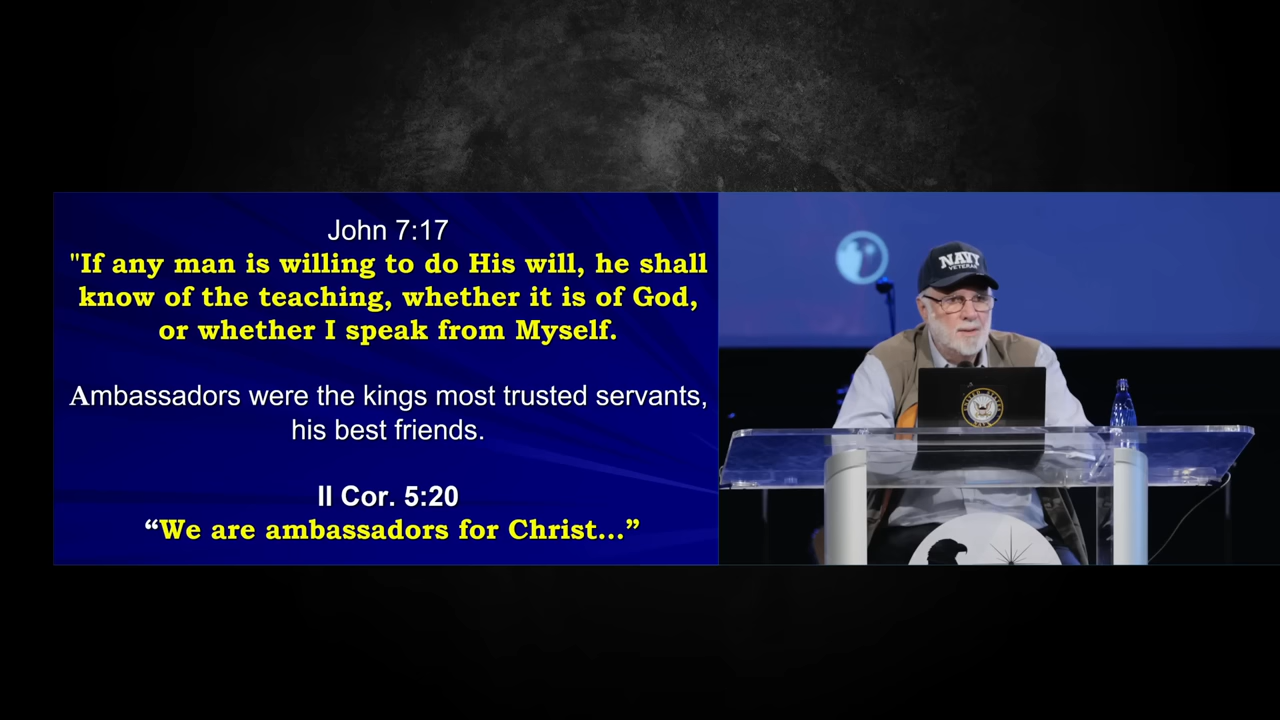 John 7:17
"If any man is willing to do His will, he shall
know of the teaching, whether it is of God,
or whether I speak from Myself.
Ambassadors were the kings most trusted servants,
his best friends.
II Cor. 5:20
“We are ambassadors for Christ...”
NAVY
VETERAN